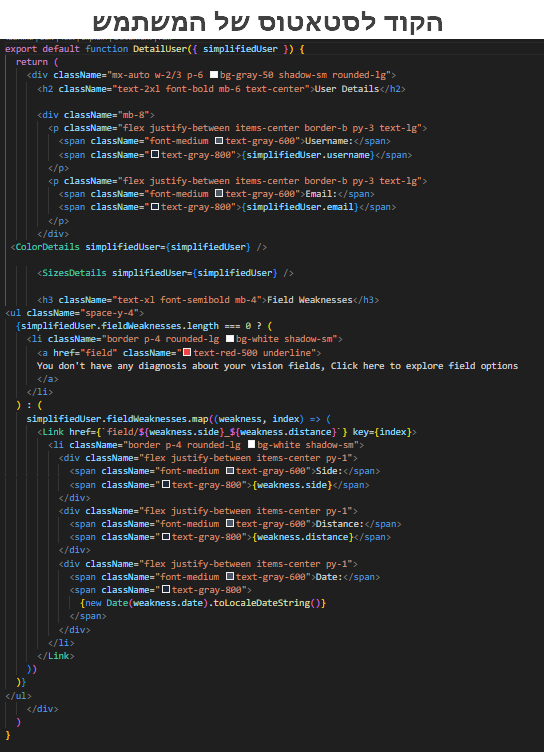 הקוד לסטאטוס של המשתמש
export default function DetailUser({ simplifiedUser }) {
return (
<div className="mx-auto w-2/3 p-6 bg-gray-50 shadow-sm rounded-lg">
<h2 className="text-2xl font-bold mb-6 text-center">User Details</h2>
<div className="mb-8">
<p className="flex justify-between items-center border-b py-3 text-lg">
<span className="font-medium text-gray-600">Username:</span>
<span className="text-gray-800">{simplifiedUser.username}</span>
</p>
<p className="flex justify-between items-center border-b py-3 text-lg">
<span className="font-medium text-gray-600">Email:</span>
<span className="text-gray-800">{simplifiedUser.email}</span>
</p>
</div>
<ColorDetails simplifiedUser={simplifiedUser} />
<SizesDetails simplifiedUser={simplifiedUser} />
<h3 className="text-xl font-semibold mb-4">Field Weaknesses</h3>
<ul className="space-y-4">
{simplifiedUser.fieldWeaknesses.length === 0 ? (
<li className="border p-4 rounded-lg bg-white shadow-sm">
<a href="field" className="text-red-500 underline">
You don't have any diagnosis about your vision fields, Click here to explore field options
</a>
</li>
) : (
simplifiedUser.fieldWeaknesses.map((weakness, index) => (
<Link href={`field/${weakness.side}_${weakness.distance}`} key={index}>
<li className="border p-4 rounded-lg bg-white shadow-sm">
<div className="flex justify-between items-center py-1">
<span className="font-medium text-gray-600">Side:</span>
<span className="text-gray-800">{weakness.side}</span>
</div>
<div className="flex justify-between items-center py-1">
<span className="font-medium text-gray-600">Distance:</span>
<span className="text-gray-800">{weakness.distance}</span>
</div>
<div className="flex justify-between items-center py-1">
<span className="font-medium text-gray-600">Date:</span>
<span className="text-gray-800">
{new Date(weakness.date).toLocaleDateString()}
</span>
</div>
</li>
</Link>
))
)}
</ul>
</div>
)
}